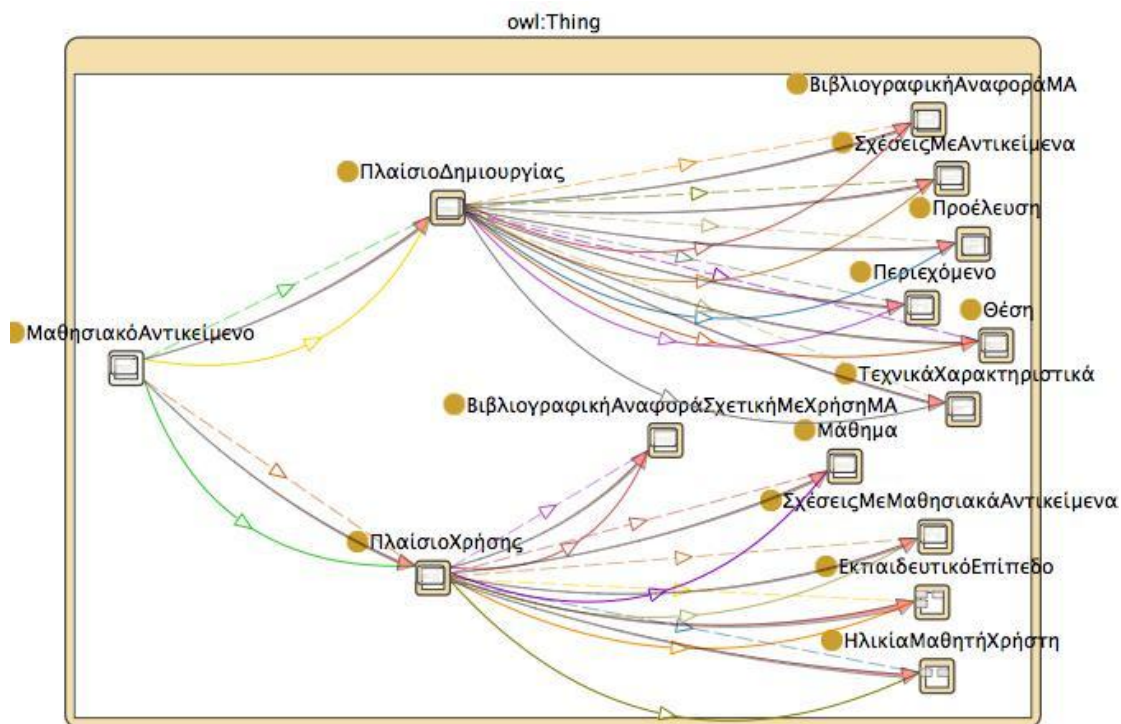 owl:Thing
ΒιβλιογραφικήΑναφοράΜΑ
ΣχέσειςΜεΑντικείμενα
ΠλαίσιοΔημιουργίας
Προέλευση
Περιεχόμενο
Θέση
ΜαθησιακόΑντικείμενο
ΤεχνικάΧαρακτηριστικά
ΒιβλιογραφικήΑναφοράΣχετικήΜεΧρήσηΜΑ
Μάθημα
ΣχέσειςΜεΜαθησιακάΑντικείμενα
ΠλαίσιοΧρήσης
ΕκπαιδευτικόΕπίπεδο
ΗλικίαΜαθητήΧρήστη